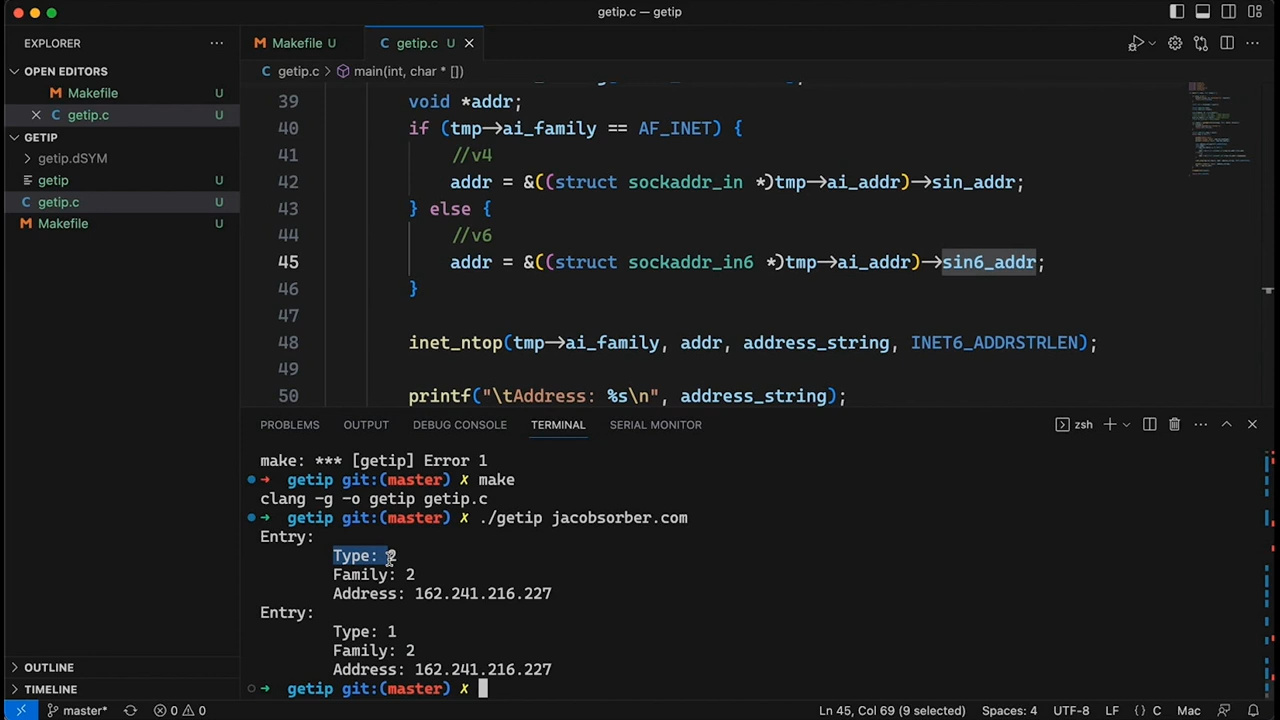 getip.c — getip
EXPLORER
OPEN EDITORS
Makefile U
getip.c U
GETIP
getip.dSYM
getip U
getip.c U
Makefile U
OUTLINE
TIMELINE
Makefile U
getip.c U
getip.c > main(int, char * [])
39 void *addr;
40 if (tmp->ai_family == AF_INET) {
41 //v4
42 addr = &((struct sockaddr_in *)tmp->ai_addr)->sin_addr;
43 } else {
44 //v6
45 addr = &((struct sockaddr_in6 *)tmp->ai_addr)->sin6_addr;
46 }
47
48 inet_ntop(tmp->ai_family, addr, address_string, INET6_ADDRSTRLEN);
49
50 printf("\tAddress: %s\n", address_string);
PROBLEMS OUTPUT DEBUG CONSOLE TERMINAL SERIAL MONITOR zsh
make: *** [getip] Error 1
→ getip git:(master) ✗ make
clang -g -o getip getip.c
→ getip git:(master) ✗ ./getip jacobsorber.com
Entry:
Type: 2
Family: 2
Address: 162.241.216.227
Entry:
Type: 1
Family: 2
Address: 162.241.216.227
→ getip git:(master) ✗
master* 0 0 Ln 45, Col 69 (9 selected) Spaces: 4 UTF-8 LF {} C Mac